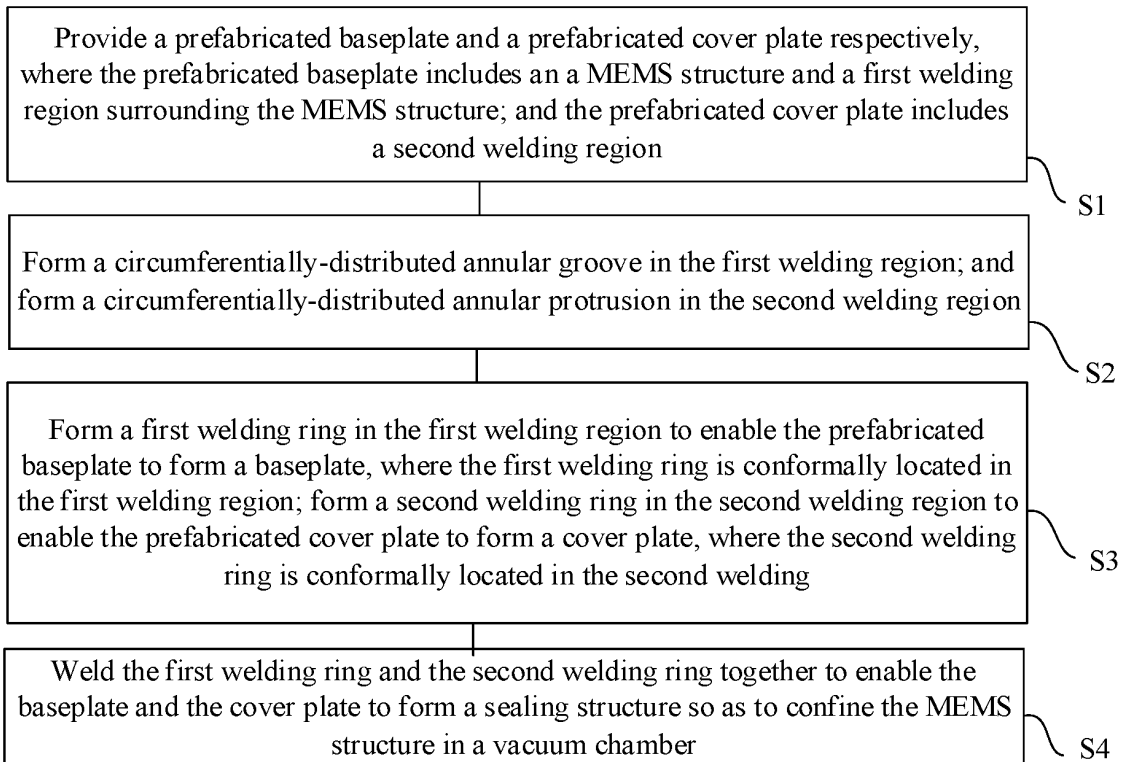 Provide a prefabricated baseplate and a prefabricated cover plate respectively,
where the prefabricated baseplate includes an a MEMS structure and a first welding
region surrounding the MEMS structure; and the prefabricated cover plate includes
a second welding region
S1
Form a circumferentially-distributed annular groove in the first welding region; and
form a circumferentially-distributed annular protrusion in the second welding region
S2
Form a first welding ring in the first welding region to enable the prefabricated
baseplate to form a baseplate, where the first welding ring is conformally located in
the first welding region; form a second welding ring in the second welding region to
enable the prefabricated cover plate to form a cover plate, where the second welding
ring is conformally located in the second welding
S3
Weld the first welding ring and the second welding ring together to enable the
baseplate and the cover plate to form a sealing structure so as to confine the MEMS
structure in a vacuum chamber
S4